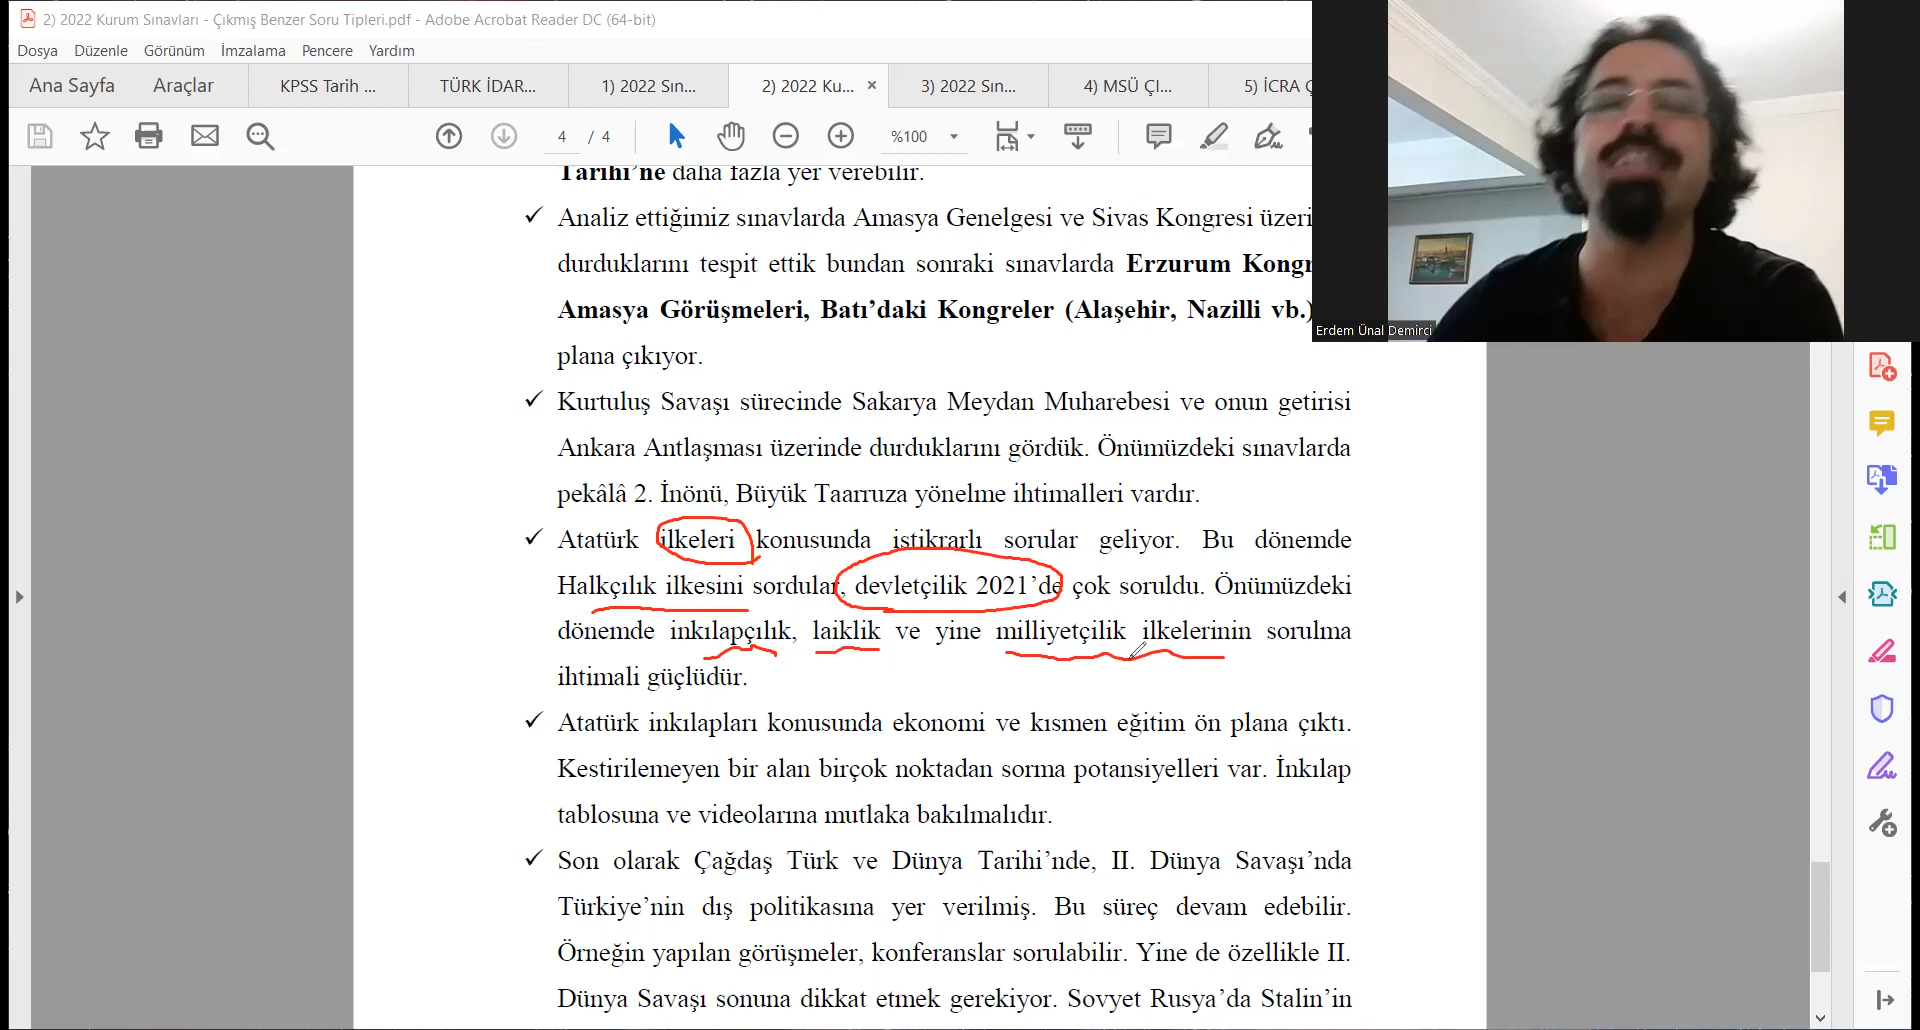 2) 2022 Kurum Sınavları - Çıkmış Benzer Soru Tipleri.pdf - Adobe Acrobat Reader DC (64-bit)
Dosya Düzenle Görünüm İmzalama Pencere Yardım
Ana Sayfa Araçlar KPSS Tarih ... TÜRK İDAR... 1) 2022 Sın... 2) 2022 Ku... × 3) 2022 Sın... 4) MSÜ ÇI... 5) İCRA Ç
4 / 4 %100
Tarihi’ne daha fazla yer verebilir.
✓ Analiz ettiğimiz sınavlarda Amasya Genelgesi ve Sivas Kongresi üzeri
durduklarını tespit ettik bundan sonraki sınavlarda Erzurum Kongr
Amasya Görüşmeleri, Batı’daki Kongreler (Alaşehir, Nazilli vb.)
plana çıkıyor.
Erdem Ünal Demirci
✓ Kurtuluş Savaşı sürecinde Sakarya Meydan Muharebesi ve onun getirisi
Ankara Antlaşması üzerinde durduklarını gördük. Önümüzdeki sınavlarda
pekâlâ 2. İnönü, Büyük Taarruza yönelme ihtimalleri vardır.
✓ Atatürk ilkeleri konusunda istikrarlı sorular geliyor. Bu dönemde
Halkçılık ilkesini sordular, devletçilik 2021’de çok soruldu. Önümüzdeki
dönemde inkılapçılık, laiklik ve yine milliyetçilik ilkelerinin sorulma
ihtimali güçlüdür.
✓ Atatürk inkılapları konusunda ekonomi ve kısmen eğitim ön plana çıktı.
Kestirilemeyen bir alan birçok noktadan sorma potansiyelleri var. İnkılap
tablosuna ve videolarına mutlaka bakılmalıdır.
✓ Son olarak Çağdaş Türk ve Dünya Tarihi’nde, II. Dünya Savaşı’nda
Türkiye’nin dış politikasına yer verilmiş. Bu süreç devam edebilir.
Örneğin yapılan görüşmeler, konferanslar sorulabilir. Yine de özellikle II.
Dünya Savaşı sonuna dikkat etmek gerekiyor. Sovyet Rusya’da Stalin’in